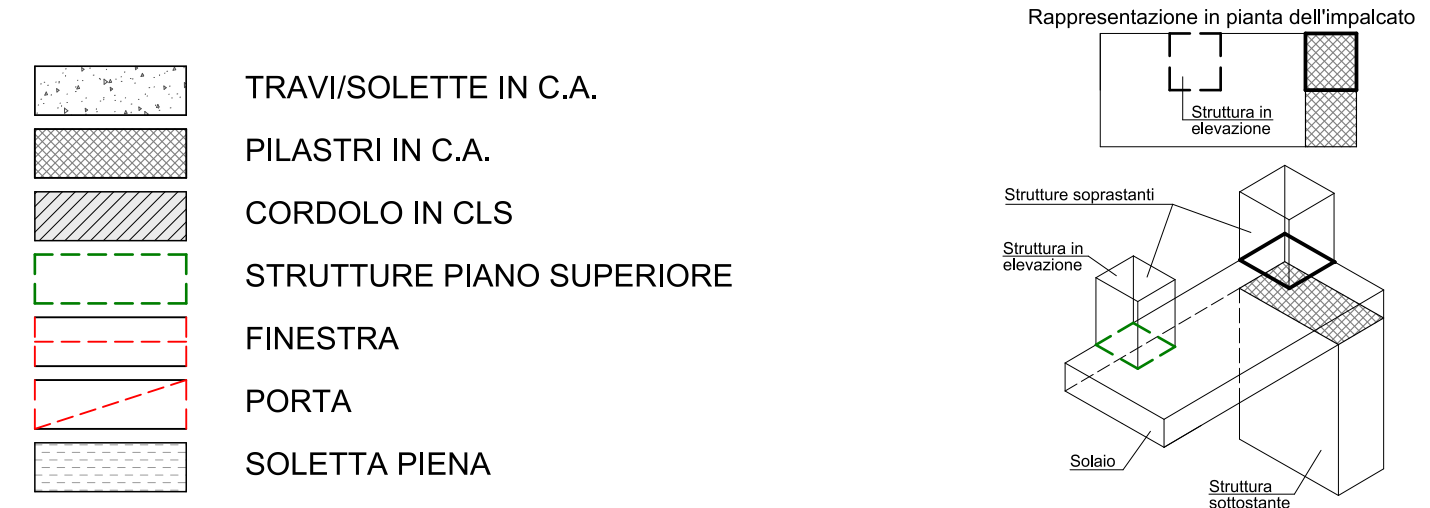 TRAVI/SOLETTE IN C.A.
PILASTRI IN C.A.
CORDOLO IN CLS
STRUTTURE PIANO SUPERIORE
FINESTRA
PORTA
SOLETTA PIENA
Rappresentazione in pianta dell'impalcato
Struttura in
elevazione
Strutture soprastanti
Struttura in
elevazione
Solaio
Struttura
sottostante